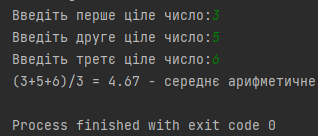 Введіть перше ціле число:3
Введіть друге ціле число:5
Введіть третє ціле число:6
(3+5+6)/3 = 4.67 - середнє арифметичне
Process finished with exit code 0